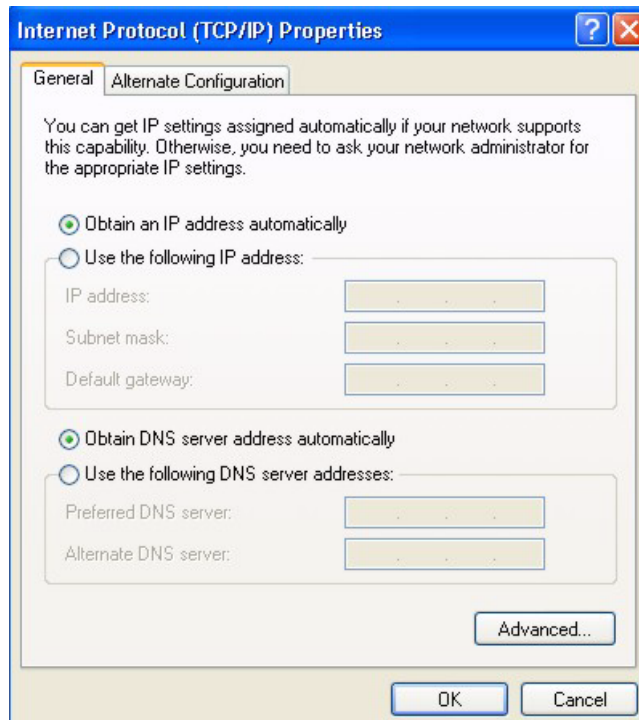 Internet Protocol (TCP/IP) Properties
General
Alternate Configuration
You can get IP settings assigned automatically if your network supports
this capability. Otherwise, you need to ask your network administrator for
the appropriate IP settings.
Obtain an IP address automatically
Use the following IP address:
IP address:
Subnet mask:
Default gateway:
Obtain DNS server address automatically
Use the following DNS server addresses:
Preferred DNS server:
Alternate DNS server:
Advanced...
OK
Cancel